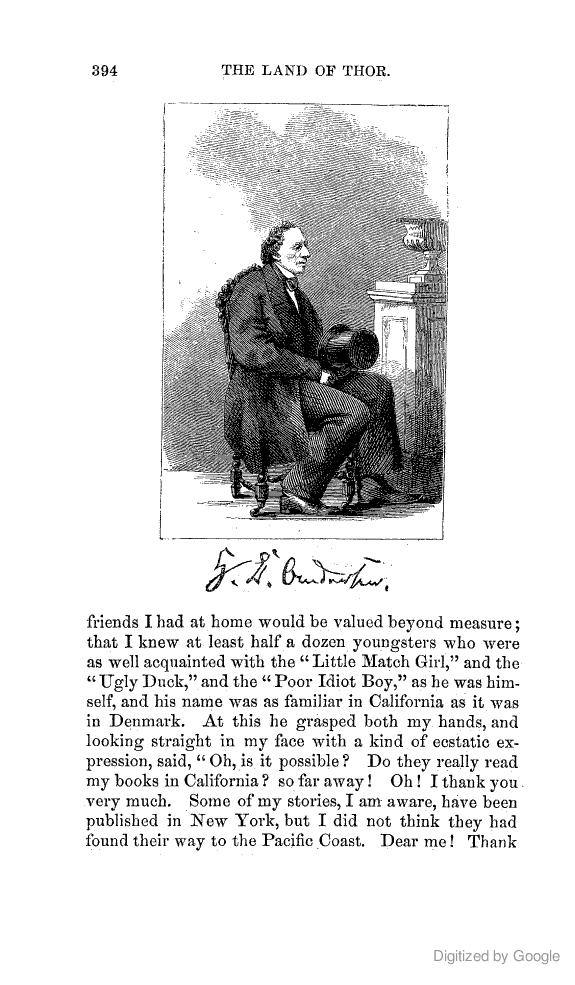 394
THE LAND OF THOR.
H. C. Andersen.
friends I had at home would be valued beyond measure;
that I knew at least half a dozen youngsters who were
as well acquainted with the “Little Match Girl,” and the
“Ugly Duck,” and the “Poor Idiot Boy,” as he was him-
self, and his name was as familiar in California as it was
in Denmark. At this he grasped both my hands, and
looking straight in my face with a kind of ecstatic ex-
pression, said, “Oh, is it possible? Do they really read
my books in California? so far away! Oh! I thank you
very much. Some of my stories, I am aware, have been
published in New York, but I did not think they had
found their way to the Pacific Coast. Dear me! Thank
Digitized by Google